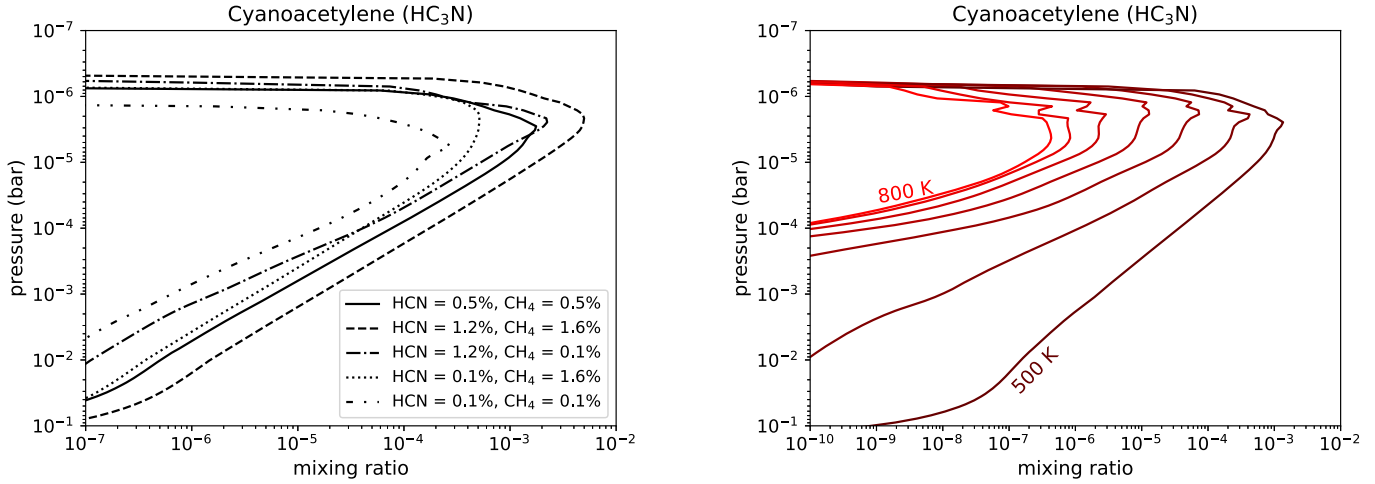 Cyanoacetylene (HC₃N)
10⁻⁷
10⁻⁶
10⁻⁵
10⁻⁴
10⁻³
10⁻²
10⁻¹
pressure (bar)
HCN = 0.5%, CH₄ = 0.5%
HCN = 1.2%, CH₄ = 1.6%
HCN = 1.2%, CH₄ = 0.1%
HCN = 0.1%, CH₄ = 1.6%
HCN = 0.1%, CH₄ = 0.1%
10⁻⁷ 10⁻⁶ 10⁻⁵ 10⁻⁴ 10⁻³ 10⁻²
mixing ratio
Cyanoacetylene (HC₃N)
10⁻⁷
10⁻⁶
10⁻⁵
10⁻⁴
10⁻³
10⁻²
10⁻¹
pressure (bar)
800 K
500 K
10⁻¹⁰ 10⁻⁹ 10⁻⁸ 10⁻⁷ 10⁻⁶ 10⁻⁵ 10⁻⁴ 10⁻³ 10⁻²
mixing ratio